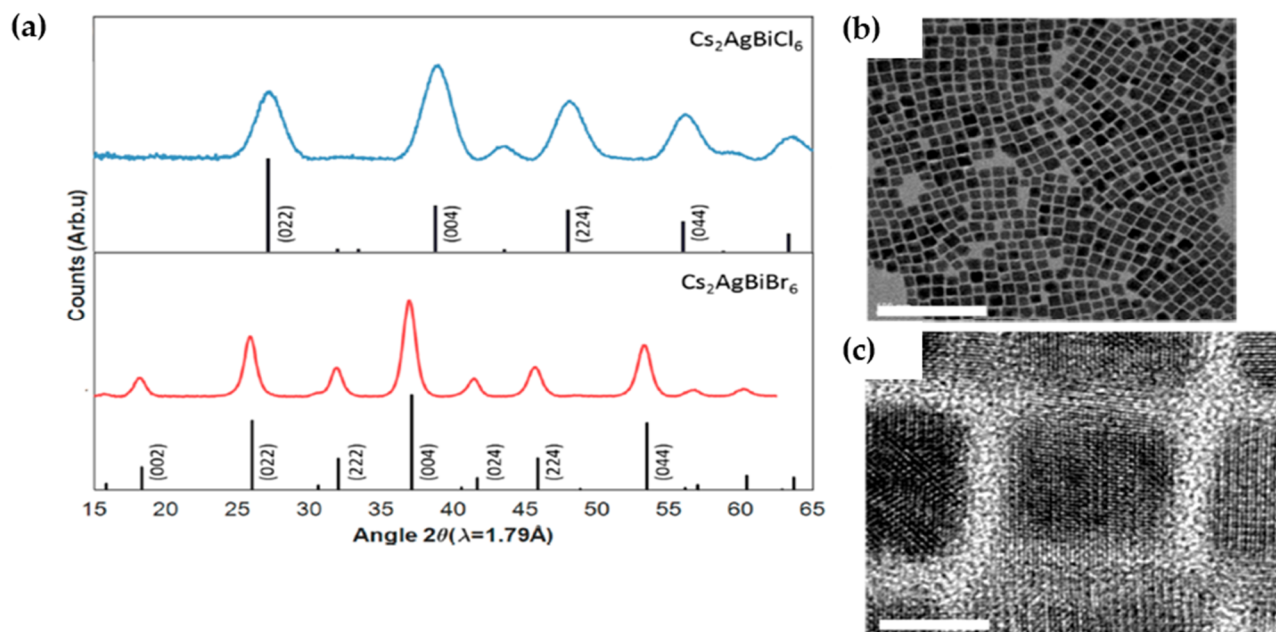 (a)
Cs₂AgBiCl₆
(022)
(004)
(224)
(044)
Cs₂AgBiBr₆
(002)
(022)
(222)
(004)
(024)
(224)
(044)
Counts (Arb.u)
15 20 25 30 35 40 45 50 55 60 65
Angle 2θ(λ=1.79Å)
(b)
(c)